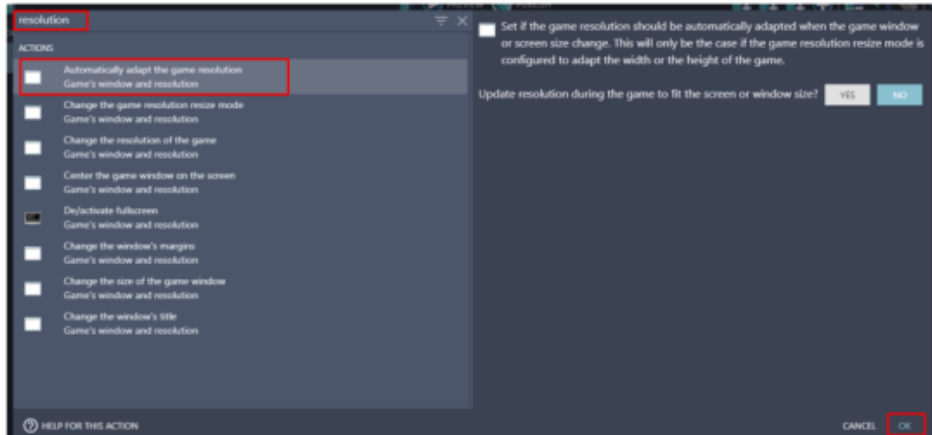 PREVIEW
PUBLISH
resolution
ACTIONS
Automatically adapt the game resolution
Game's window and resolution
Change the game resolution resize mode
Game's window and resolution
Change the resolution of the game
Game's window and resolution
Center the game window on the screen
Game's window and resolution
De/activate fullscreen
Game's window and resolution
Change the window's margins
Game's window and resolution
Change the size of the game window
Game's window and resolution
Change the window's title
Game's window and resolution
HELP FOR THIS ACTION
Set if the game resolution should be automatically adapted when the game window
or screen size change. This will only be the case if the game resolution resize mode is
configured to adapt the width or the height of the game.
Update resolution during the game to fit the screen or window size? YES NO
CANCEL OK